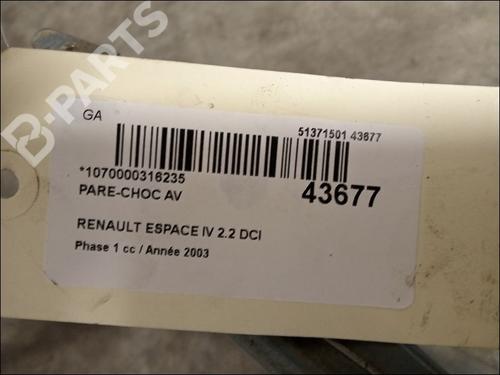 B-PARTS
GA
51371501 43677
*1070000316235
43677
PARE-CHOC AV
RENAULT ESPACE IV 2.2 DCI
Phase 1 cc / Année 2003